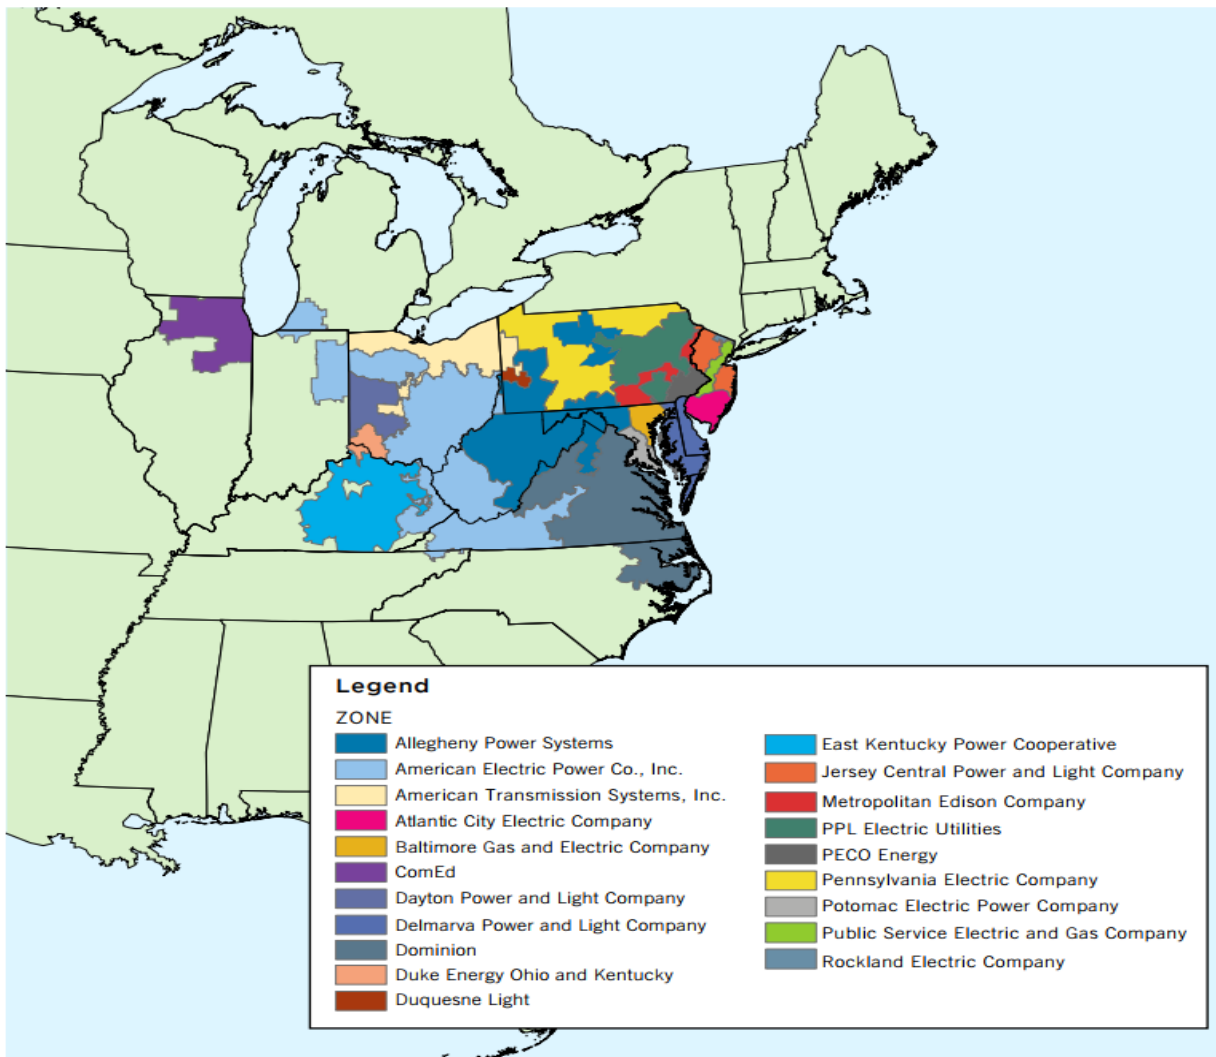 Legend
ZONE
Allegheny Power Systems
American Electric Power Co., Inc.
American Transmission Systems, Inc.
Atlantic City Electric Company
Baltimore Gas and Electric Company
ComEd
Dayton Power and Light Company
Delmarva Power and Light Company
Dominion
Duke Energy Ohio and Kentucky
Duquesne Light
East Kentucky Power Cooperative
Jersey Central Power and Light Company
Metropolitan Edison Company
PPL Electric Utilities
PECO Energy
Pennsylvania Electric Company
Potomac Electric Power Company
Public Service Electric and Gas Company
Rockland Electric Company